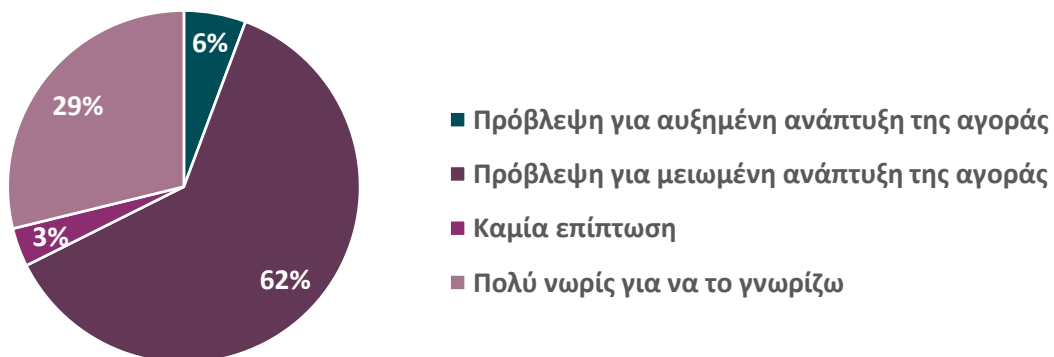 6%
29%
3%
62%
Πρόβλεψη για αυξημένη ανάπτυξη της αγοράς
Πρόβλεψη για μειωμένη ανάπτυξη της αγοράς
Καμία επίπτωση
Πολύ νωρίς για να το γνωρίζω